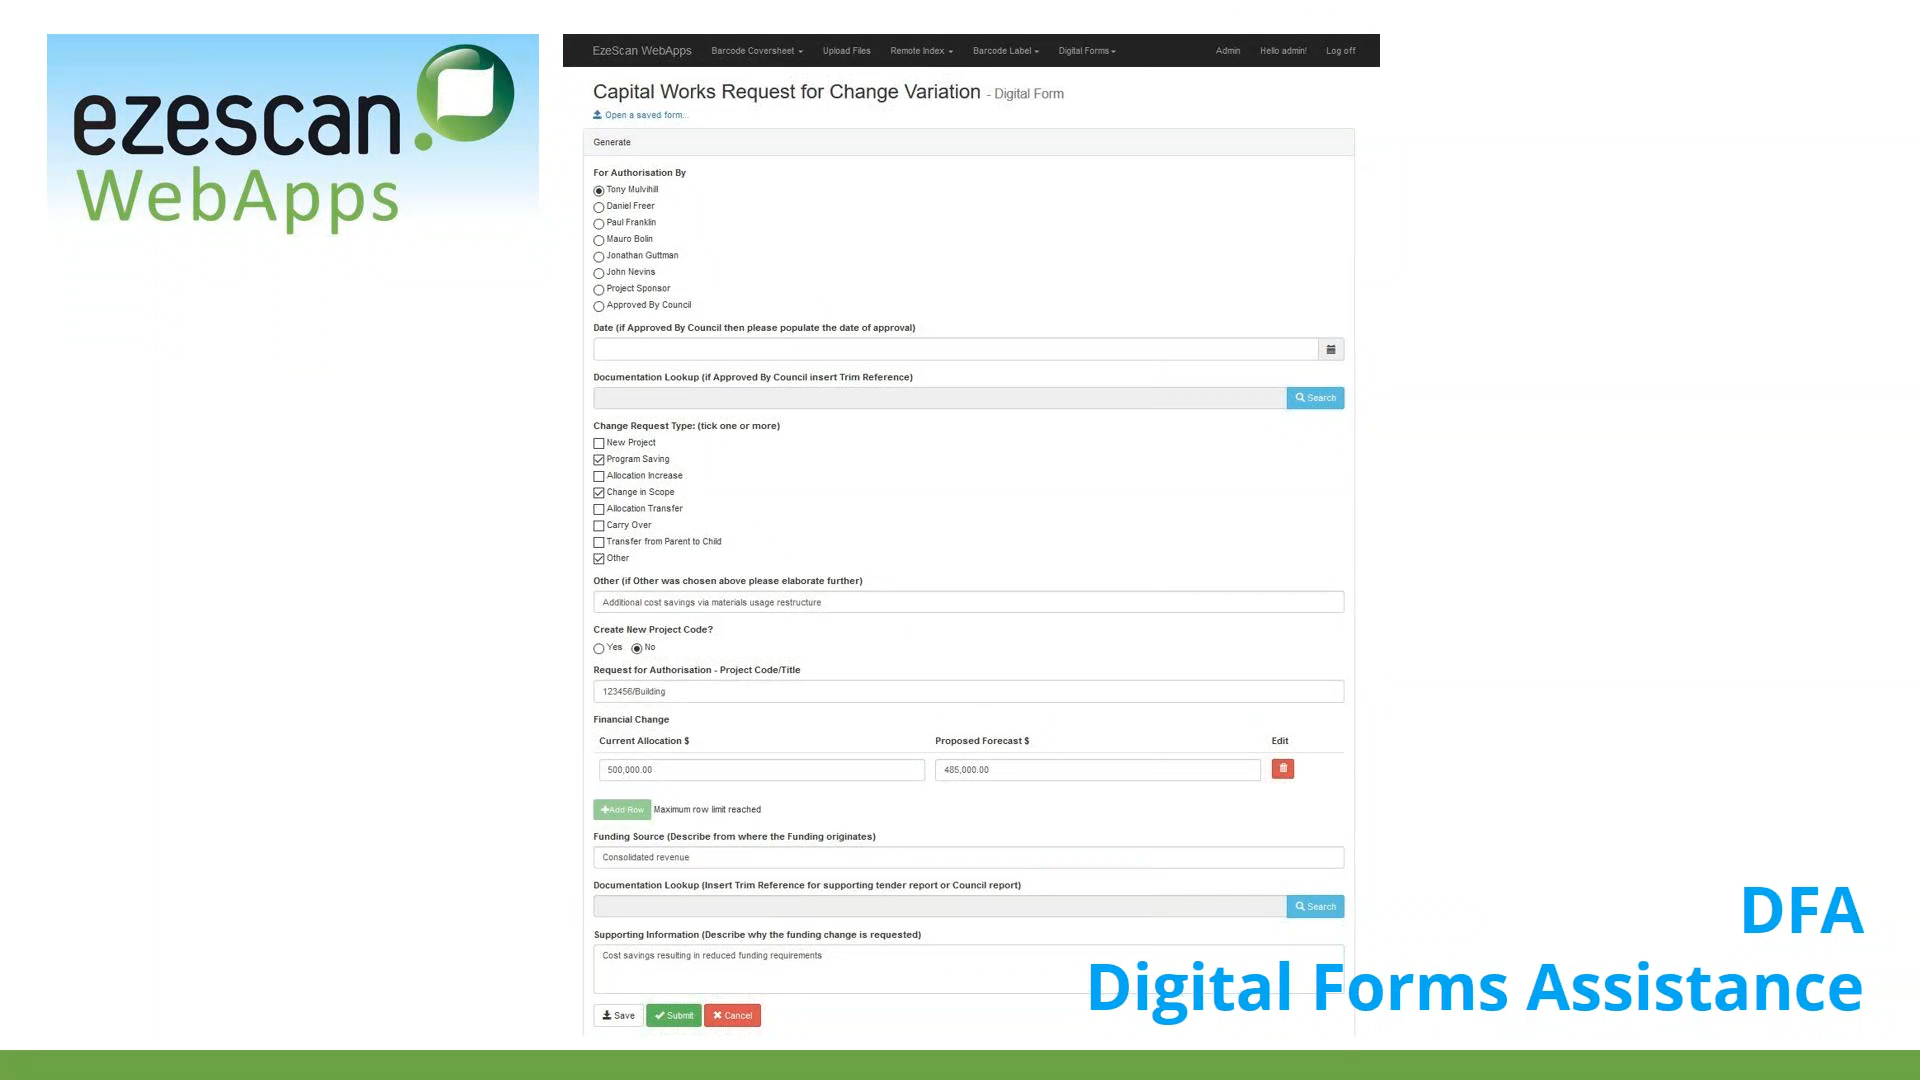 ezescan
WebApps
EzeScan WebApps Barcode Coversheet Upload Files Remote Index Barcode Label Digital Forms Admin Hello admin! Log off
Capital Works Request for Change Variation - Digital Form
Open a saved form...
Generate
For Authorisation By
Tony Mulvihill
Daniel Freer
Paul Franklin
Mauro Bolin
Jonathan Guttman
John Nevins
Project Sponsor
Approved By Council
Date (if Approved By Council then please populate the date of approval)
Documentation Lookup (if Approved By Council insert Trim Reference)
Search
Change Request Type: (tick one or more)
New Project
Program Saving
Allocation Increase
Change in Scope
Allocation Transfer
Carry Over
Transfer from Parent to Child
Other
Other (if Other was chosen above please elaborate further)
Additional cost savings via materials usage restructure
Create New Project Code?
Yes No
Request for Authorisation - Project Code/Title
123456/Building
Financial Change
Current Allocation $ Proposed Forecast $ Edit
500,000.00 485,000.00
Add Row Maximum row limit reached
Funding Source (Describe from where the Funding originates)
Consolidated revenue
Documentation Lookup (Insert Trim Reference for supporting tender report or Council report)
Search
Supporting Information (Describe why the funding change is requested)
Cost savings resulting in reduced funding requirements
Save Submit Cancel
DFA
Digital Forms Assistance